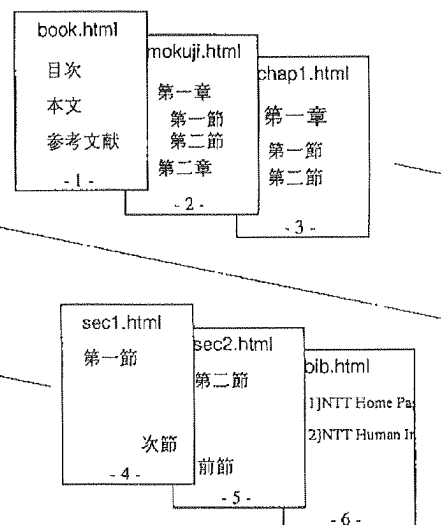 book.html
目次
本文
参考文献
- 1 -
mokuji.html
第一章
第一節
第二節
第二章
- 2 -
chap1.html
第一章
第一節
第二節
- 3 -
sec1.html
第一節
次節
- 4 -
sec2.html
第二節
前節
- 5 -
bib.html
1]NTT Home Pa
2]NTT Human In
- 6 -